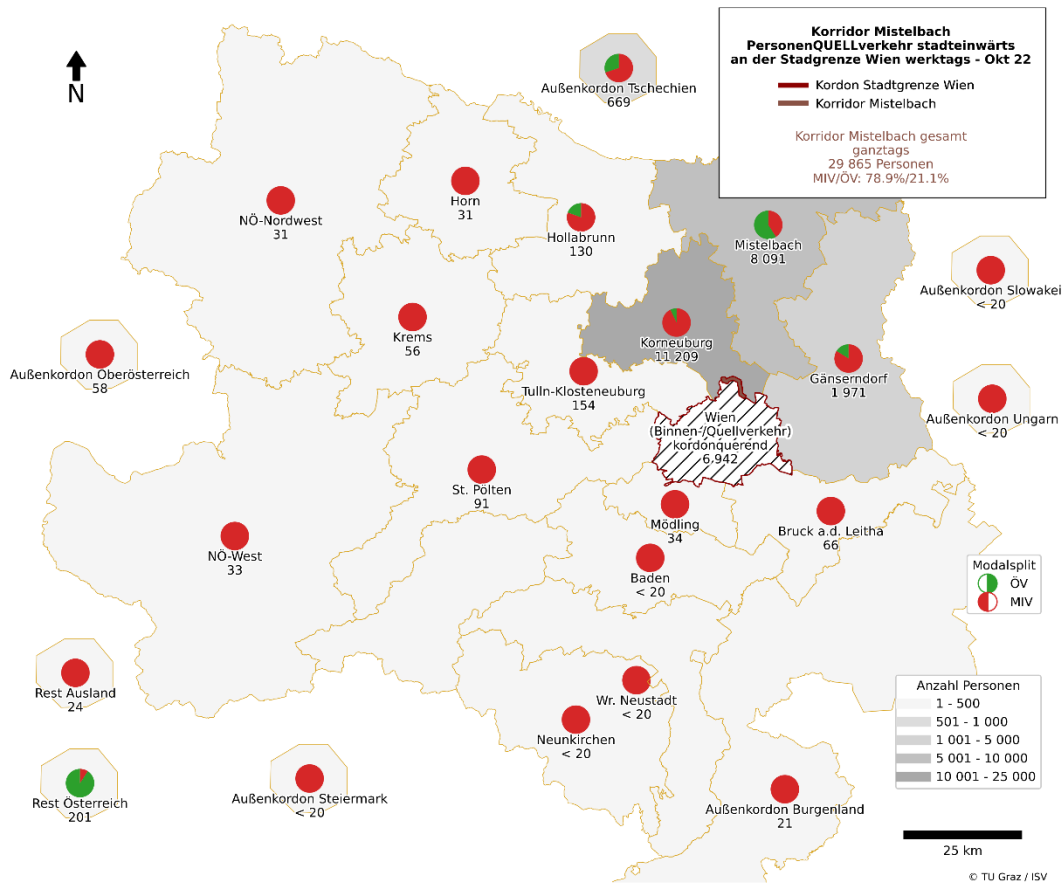 Korridor Mistelbach
PersonenQUELLverkehr stadteinwärts
an der Stadgrenze Wien werktags - Okt 22
Kordon Stadtgrenze Wien
Korridor Mistelbach
Korridor Mistelbach gesamt
ganztags
29 865 Personen
MIV/ÖV: 78.9%/21.1%
N
Außenkordon Tschechien
669
NÖ-Nordwest
31
Horn
31
Hollabrunn
130
Mistelbach
8 091
Außenkordon Slowakei
< 20
Krems
56
Korneuburg
11 209
Außenkordon Oberösterreich
58
Tulln-Klosteneuburg
154
Gänserndorf
1 971
Außenkordon Ungarn
< 20
Wien
(Binnen-/Quellverkehr)
kordonquerend
6,942
St. Pölten
91
Mödling
34
Bruck a.d. Leitha
66
NÖ-West
33
Baden
< 20
Modalsplit
ÖV
MIV
Rest Ausland
24
Wr. Neustadt
< 20
Neunkirchen
< 20
Anzahl Personen
1 - 500
501 - 1 000
1 001 - 5 000
5 001 - 10 000
10 001 - 25 000
Rest Österreich
201
Außenkordon Steiermark
< 20
Außenkordon Burgenland
21
25 km
© TU Graz / ISV